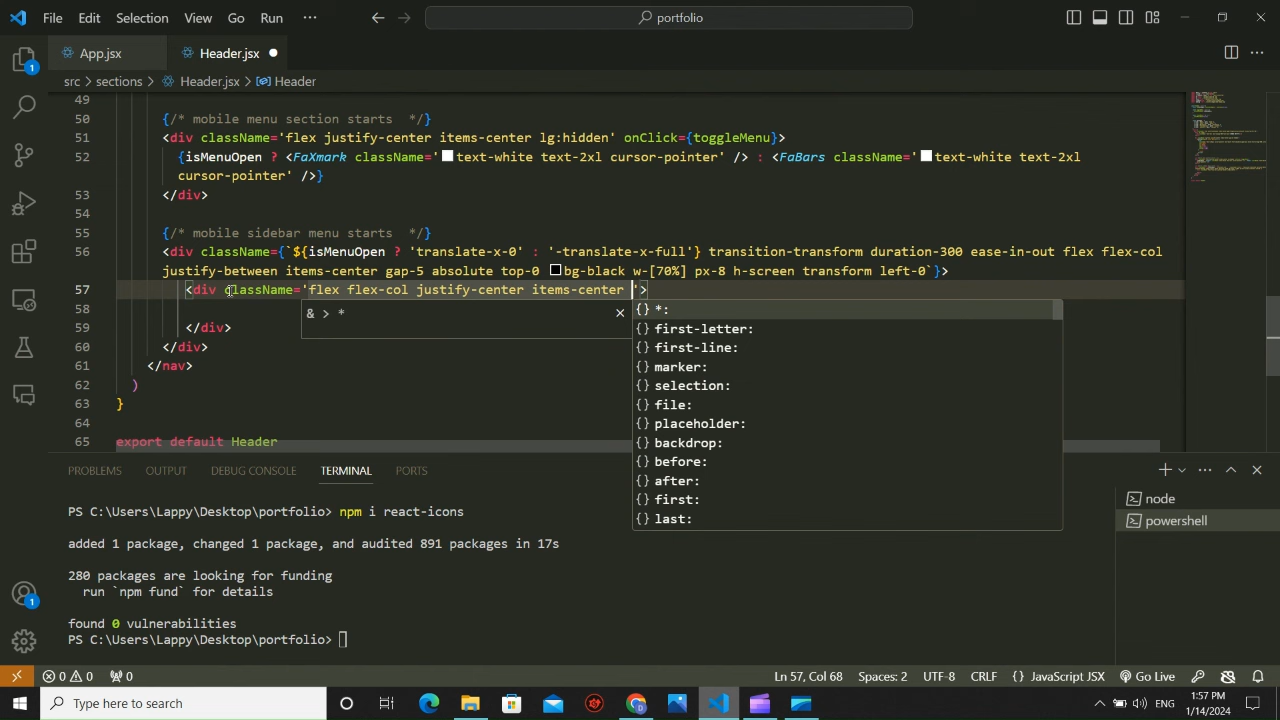 File Edit Selection View Go Run ··· portfolio
App.jsx Header.jsx
src > sections > Header.jsx > Header
49
50 {/* mobile menu section starts */}
51 <div className='flex justify-center items-center lg:hidden' onClick={toggleMenu}>
52 {isMenuOpen ? <FaXmark className='text-white text-2xl cursor-pointer' /> : <FaBars className='text-white text-2xl
cursor-pointer' />}
53 </div>
54
55 {/* mobile sidebar menu starts */}
56 <div className={`${isMenuOpen ? 'translate-x-0' : '-translate-x-full'} transition-transform duration-300 ease-in-out flex flex-col
justify-between items-center gap-5 absolute top-0 bg-black w-[70%] px-8 h-screen transform left-0`}>
57 <div className='flex flex-col justify-center items-center '>
58
59 </div>
60 </div>
61 </nav>
62 )
63 }
64
65 export default Header
& > *
{} *:
{} first-letter:
{} first-line:
{} marker:
{} selection:
{} file:
{} placeholder:
{} backdrop:
{} before:
{} after:
{} first:
{} last:
PROBLEMS OUTPUT DEBUG CONSOLE TERMINAL PORTS
PS C:\Users\Lappy\Desktop\portfolio> npm i react-icons
added 1 package, changed 1 package, and audited 891 packages in 17s
280 packages are looking for funding
run `npm fund` for details
found 0 vulnerabilities
PS C:\Users\Lappy\Desktop\portfolio>
node
powershell
1
1
0 0 0 Ln 57, Col 68 Spaces: 2 UTF-8 CRLF {} JavaScript JSX Go Live
Type here to search
1:57 PM
1/14/2024